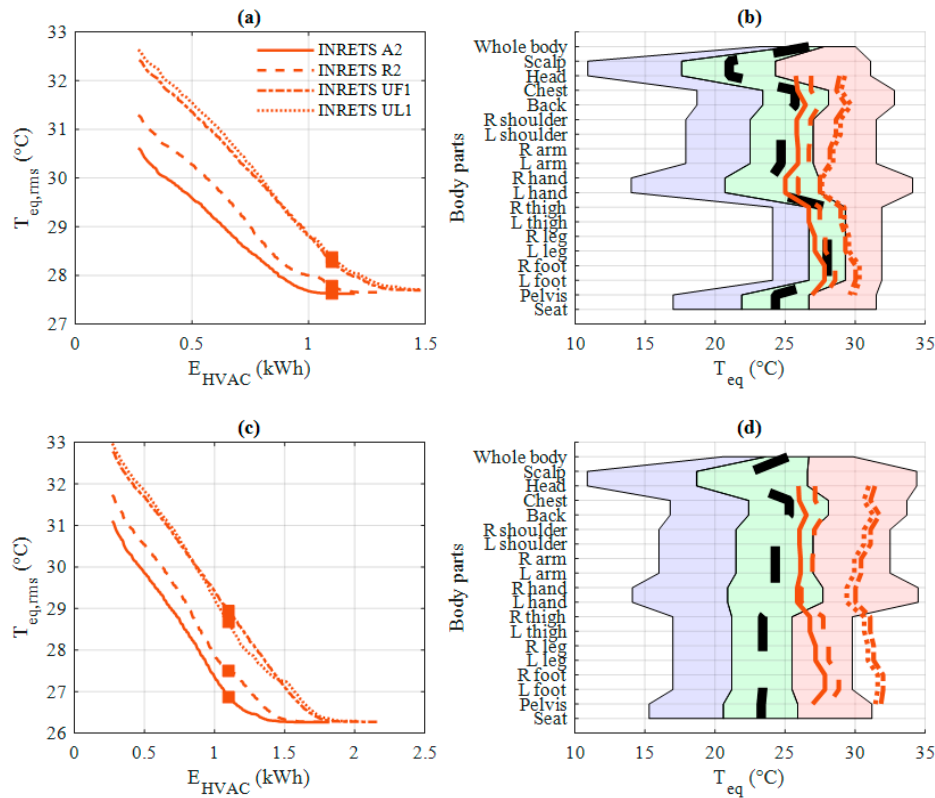 (a)
33
32
31
30
29
28
27
0
0.5
1
1.5
T_eq,rms (°C)
E_HVAC (kWh)
INRETS A2
INRETS R2
INRETS UF1
INRETS UL1
(b)
Body parts
Whole body
Scalp
Head
Chest
Back
R shoulder
L shoulder
R arm
L arm
R hand
L hand
R thigh
L thigh
R leg
L leg
R foot
L foot
Pelvis
Seat
10
15
20
25
30
35
T_eq (°C)
(c)
33
32
31
30
29
28
27
26
0
0.5
1
1.5
2
2.5
T_eq,rms (°C)
E_HVAC (kWh)
(d)
Body parts
Whole body
Scalp
Head
Chest
Back
R shoulder
L shoulder
R arm
L arm
R hand
L hand
R thigh
L thigh
R leg
L leg
R foot
L foot
Pelvis
Seat
10
15
20
25
30
35
T_eq (°C)